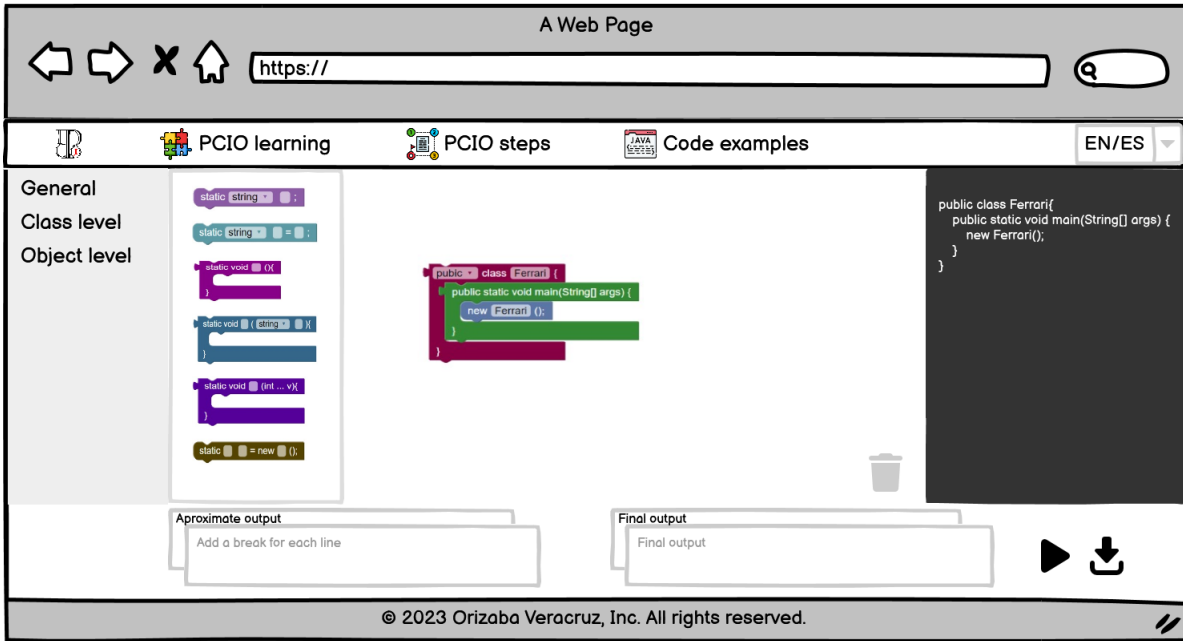 A Web Page
https://
PCIO learning
PCIO steps
JAVA
Code examples
EN/ES
General
Class level
Object level
static string ;
static string = ;
static void (){
}
static void ( string ){
}
static void (int ... v){
}
static = new ();
pubic class Ferrari {
public static void main(String[] args) {
new Ferrari ();
}
}
public class Ferrari{
public static void main(String[] args) {
new Ferrari();
}
}
Aproximate output
Add a break for each line
Final output
Final output
© 2023 Orizaba Veracruz, Inc. All rights reserved.